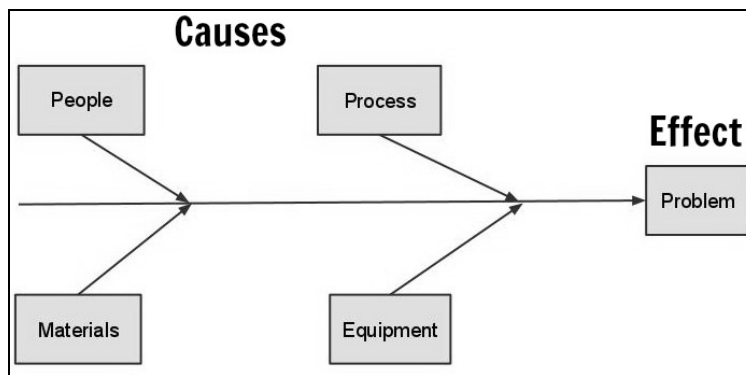 Causes
People
Process
Effect
Problem
Materials
Equipment